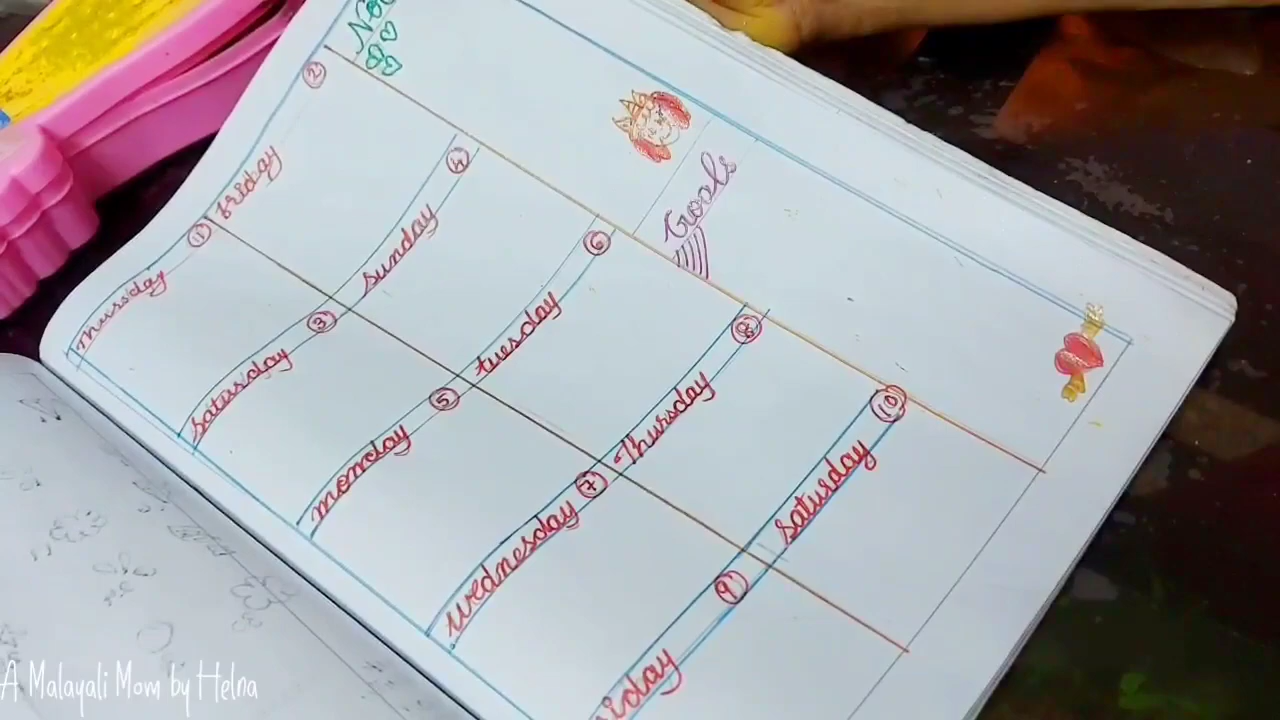 Thursday 1
friday 2
saturday 3
sunday 4
monday 5
tuesday 6
wednesday 7
Thursday 8
iday 9
saturday 10
Goals
A Malayali Mom by Helna